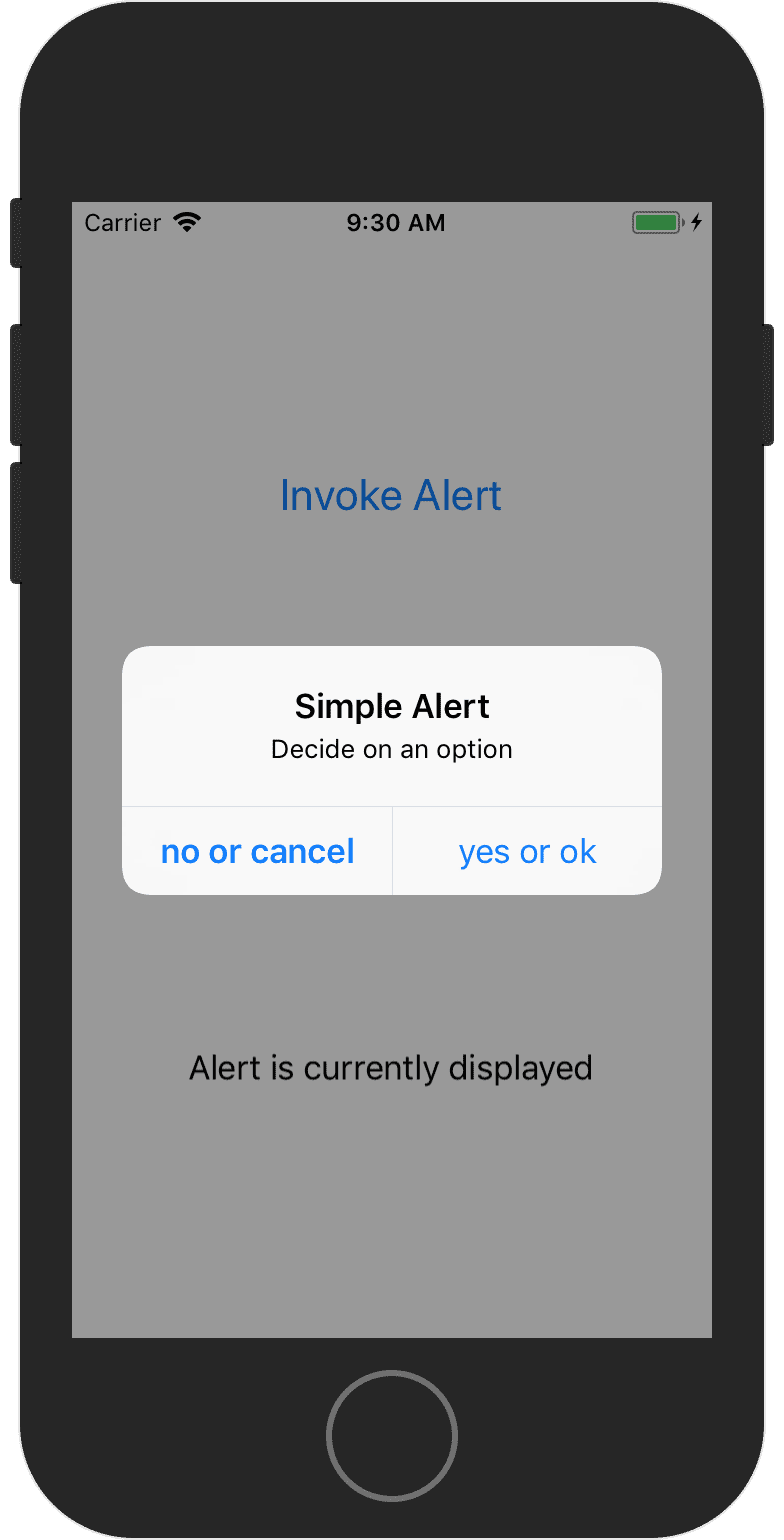 Carrier 9:30 AM
Invoke Alert
Simple Alert
Decide on an option
no or cancel yes or ok
Alert is currently displayed